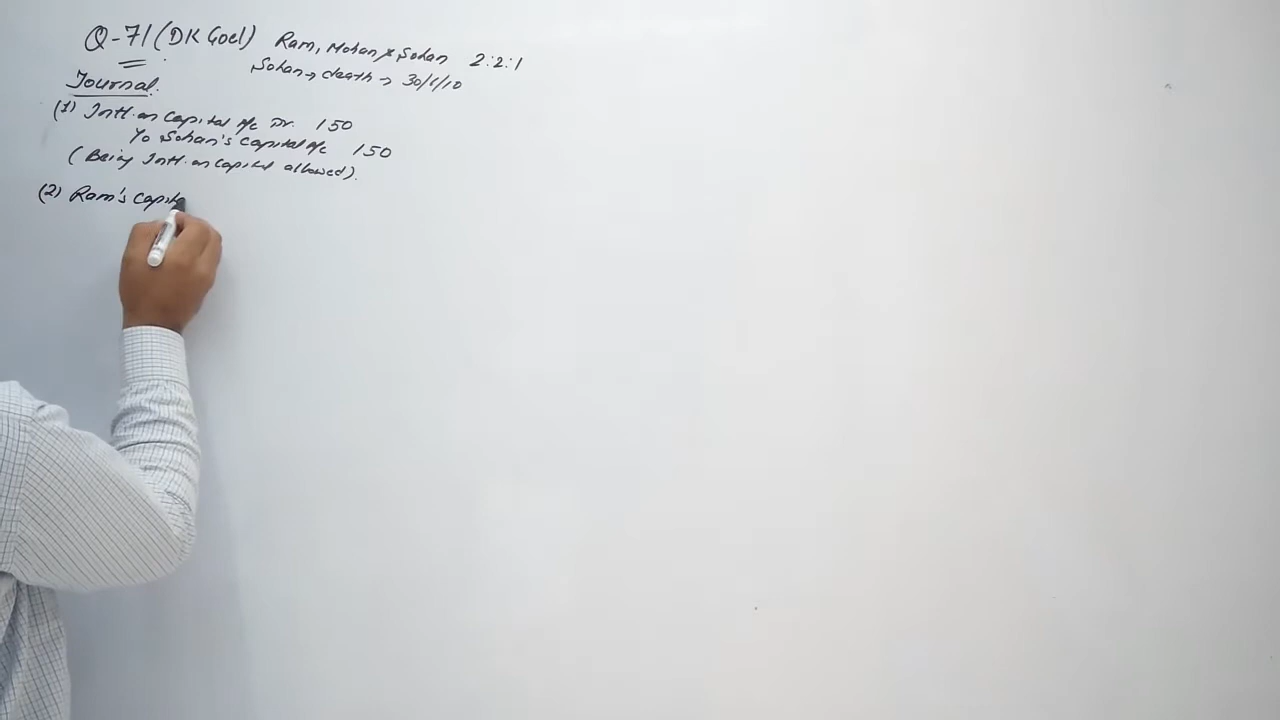 Q-71 (DK Goel) Ram, Mohan & Sohan 2:2:1
Sohan → death → 30/6/10
Journal.
(1) Intt. on Capital A/c Dr. 150
To Sohan's Capital A/c 150
(Being Intt. on Capital allowed).
(2) Ram's Capita